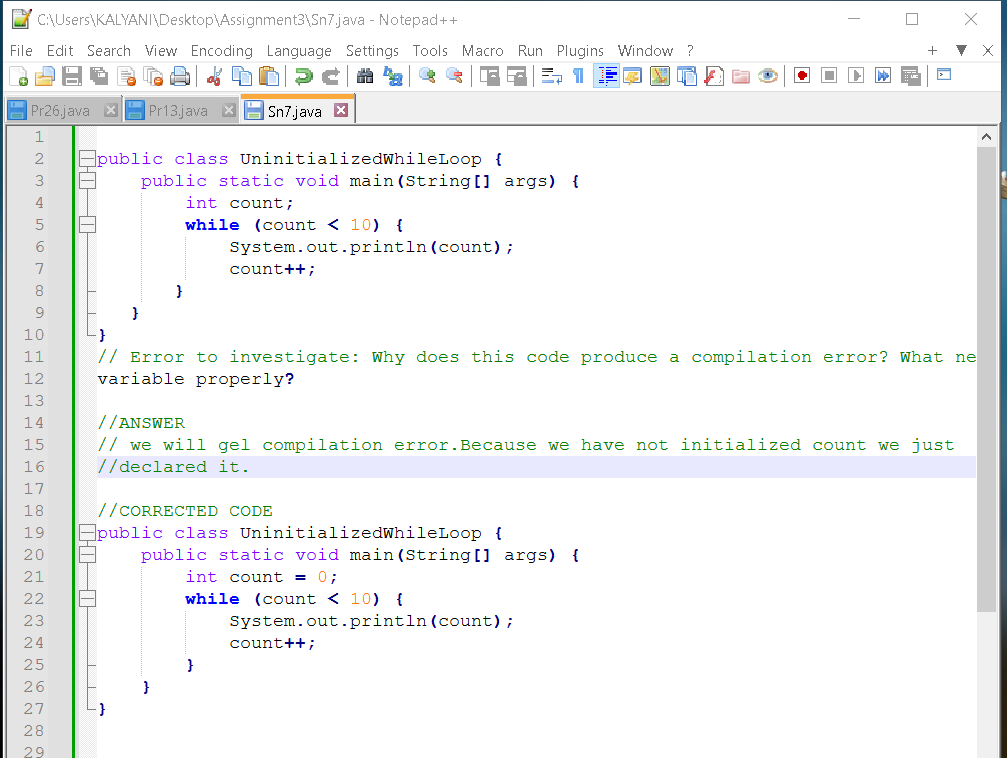 C:\Users\KALYANI\Desktop\Assignment3\Sn7.java - Notepad++
File Edit Search View Encoding Language Settings Tools Macro Run Plugins Window ? + ▼ X
Pr26.java Pr13.java Sn7.java
1
2 public class UninitializedWhileLoop {
3 public static void main(String[] args) {
4 int count;
5 while (count < 10) {
6 System.out.println(count);
7 count++;
8 }
9 }
10 }
11 // Error to investigate: Why does this code produce a compilation error? What ne
12 variable properly?
13
14 //ANSWER
15 // we will gel compilation error.Because we have not initialized count we just
16 //declared it.
17
18 //CORRECTED CODE
19 public class UninitializedWhileLoop {
20 public static void main(String[] args) {
21 int count = 0;
22 while (count < 10) {
23 System.out.println(count);
24 count++;
25 }
26 }
27 }
28
29